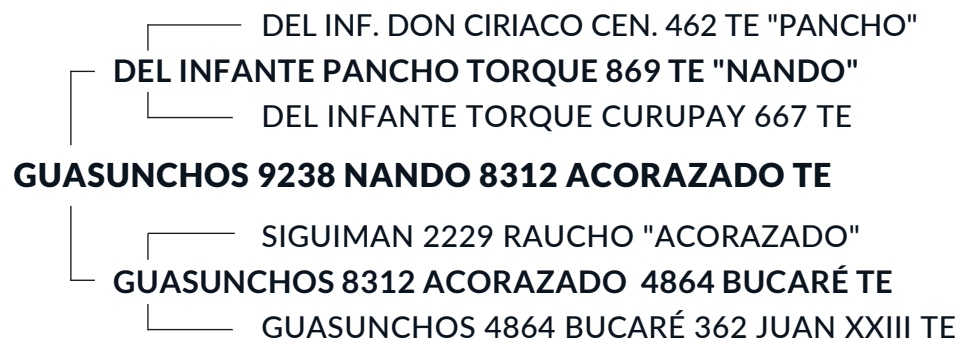 DEL INF. DON CIRIACO CEN. 462 TE "PANCHO"
DEL INFANTE PANCHO TORQUE 869 TE "NANDO"
DEL INFANTE TORQUE CURUPAY 667 TE
GUASUNCHOS 9238 NANDO 8312 ACORAZADO TE
SIGUIMAN 2229 RAUCHO "ACORAZADO"
GUASUNCHOS 8312 ACORAZADO 4864 BUCARÉ TE
GUASUNCHOS 4864 BUCARÉ 362 JUAN XXIII TE